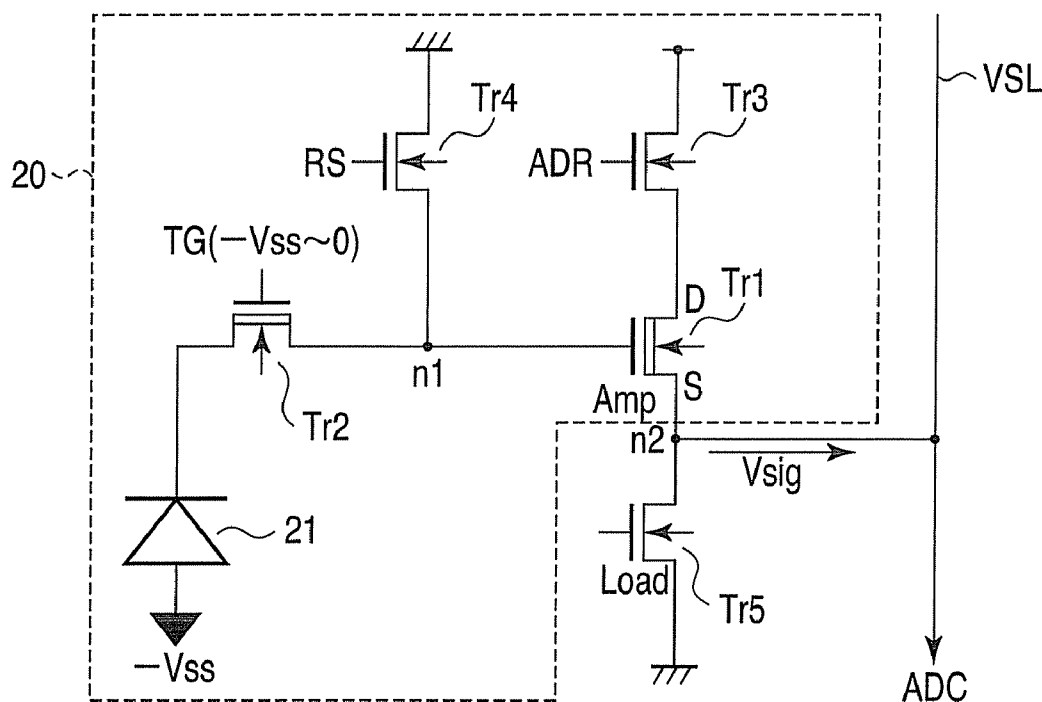 VSL
Tr4
Tr3
RS
ADR
20
TG(−Vss~0)
D
Tr1
n1
S
Amp
Tr2
n2
Vsig
21
Load
Tr5
−Vss
ADC